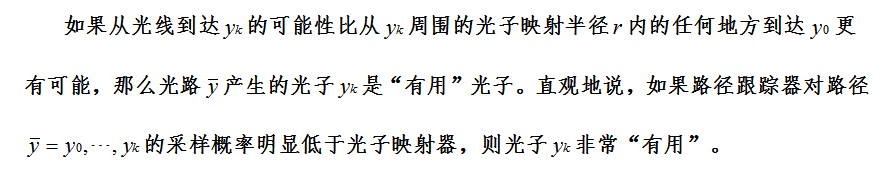 如果从光线到达 yk 的可能性比从 yk 周围的光子映射半径 r 内的任何地方到达 y0 更
有可能，那么光路 ȳ 产生的光子 yk 是“有用”光子。直观地说，如果路径跟踪器对路径
ȳ = y0,⋯, yk 的采样概率明显低于光子映射器，则光子 yk 非常“有用”。